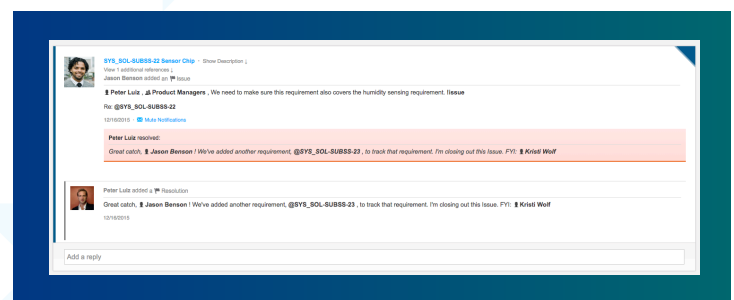 SYS_SOL-SUBSS-22 Sensor Chip - Show Description ↓
View 1 additional references ↓
Jason Benson added an Issue
Peter Luiz , Product Managers , We need to make sure this requirement also covers the humidity sensing requirement. !issue
Re: @SYS_SOL-SUBSS-22
12/16/2015 - Mute Notifications
Peter Luiz resolved:
Great catch, Jason Benson ! We've added another requirement, @SYS_SOL-SUBSS-23 , to track that requirement. I'm closing out this Issue. FYI: Kristi Wolf
Peter Luiz added a Resolution
Great catch, Jason Benson ! We've added another requirement, @SYS_SOL-SUBSS-23 , to track that requirement. I'm closing out this Issue. FYI: Kristi Wolf
12/16/2015
Add a reply